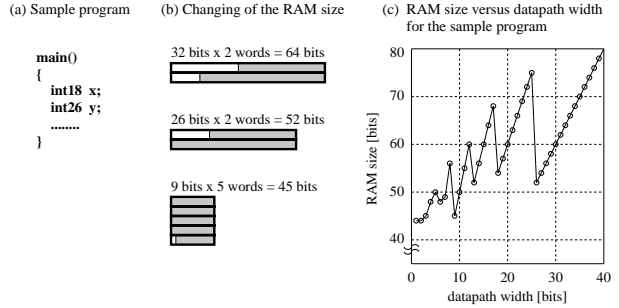 (a) Sample program
main()
{
int18 x;
int26 y;
........
}
(b) Changing of the RAM size
32 bits x 2 words = 64 bits
26 bits x 2 words = 52 bits
9 bits x 5 words = 45 bits
(c) RAM size versus datapath width
for the sample program
80
70
60
50
40
RAM size [bits]
0 10 20 30 40
datapath width [bits]